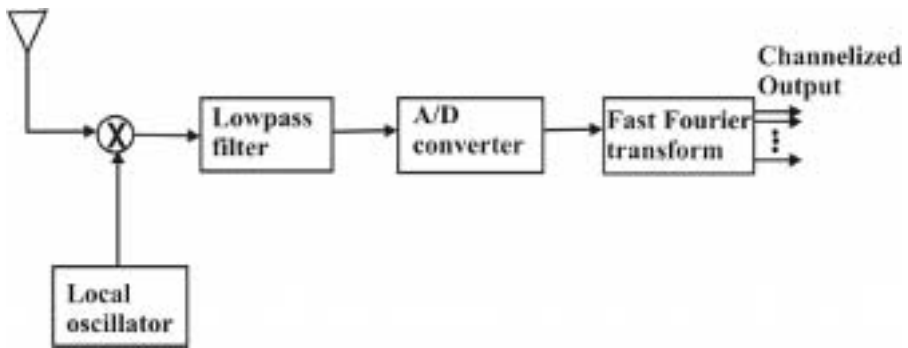 Channelized
Output
X
Lowpass
filter
A/D
converter
Fast Fourier
transform
Local
oscillator